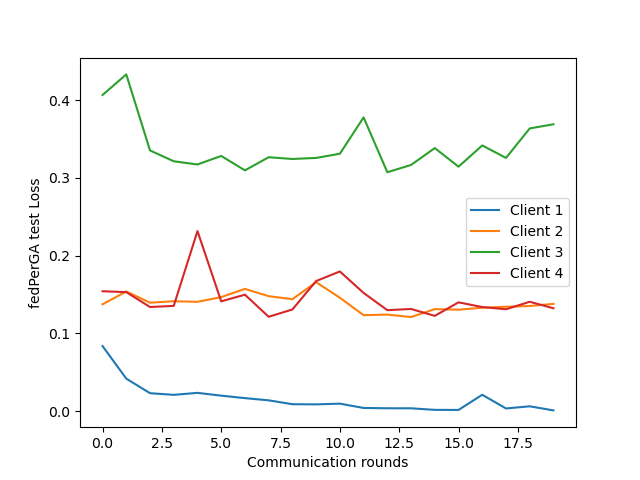 fedPerGA test Loss
0.4
0.3
0.2
0.1
0.0
Client 1
Client 2
Client 3
Client 4
0.0 2.5 5.0 7.5 10.0 12.5 15.0 17.5
Communication rounds